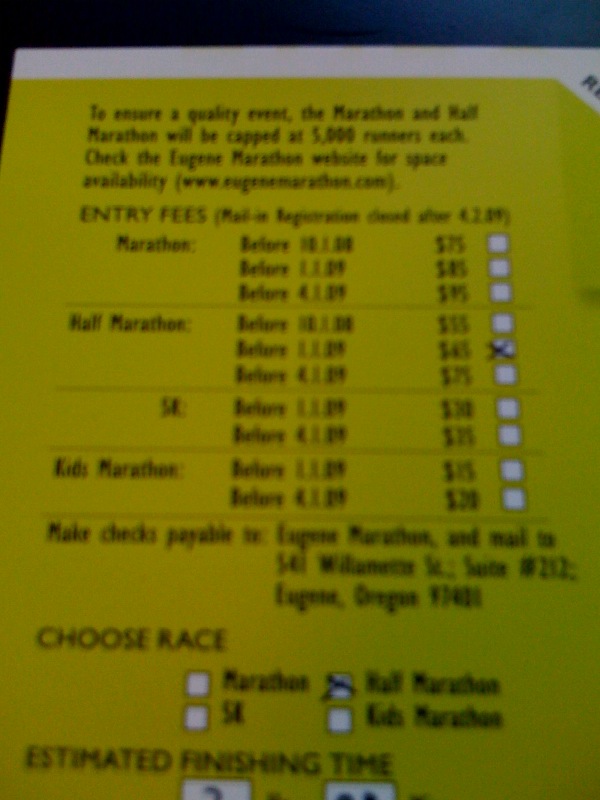 To ensure a quality event, the Marathon and Half
Marathon will be capped at 5,000 runners each.
Check the Eugene Marathon website for space
availability (www.eugenemarathon.com).
ENTRY FEES (Mail-in Registration closed after 4.2.09)
Marathon: Before 10.1.08 $75
Before 1.1.09 $85
Before 4.1.09 $95
Half Marathon: Before 10.1.08 $55
Before 1.1.09 $65
Before 4.1.09 $75
5K: Before 1.1.09 $30
Before 4.1.09 $35
Kids Marathon: Before 1.1.09 $15
Before 4.1.09 $20
Make checks payable to: Eugene Marathon, and mail to
541 Willamette St.; Suite #212;
Eugene, Oregon 97401
CHOOSE RACE
Marathon Half Marathon
5K Kids Marathon
ESTIMATED FINISHING TIME
2